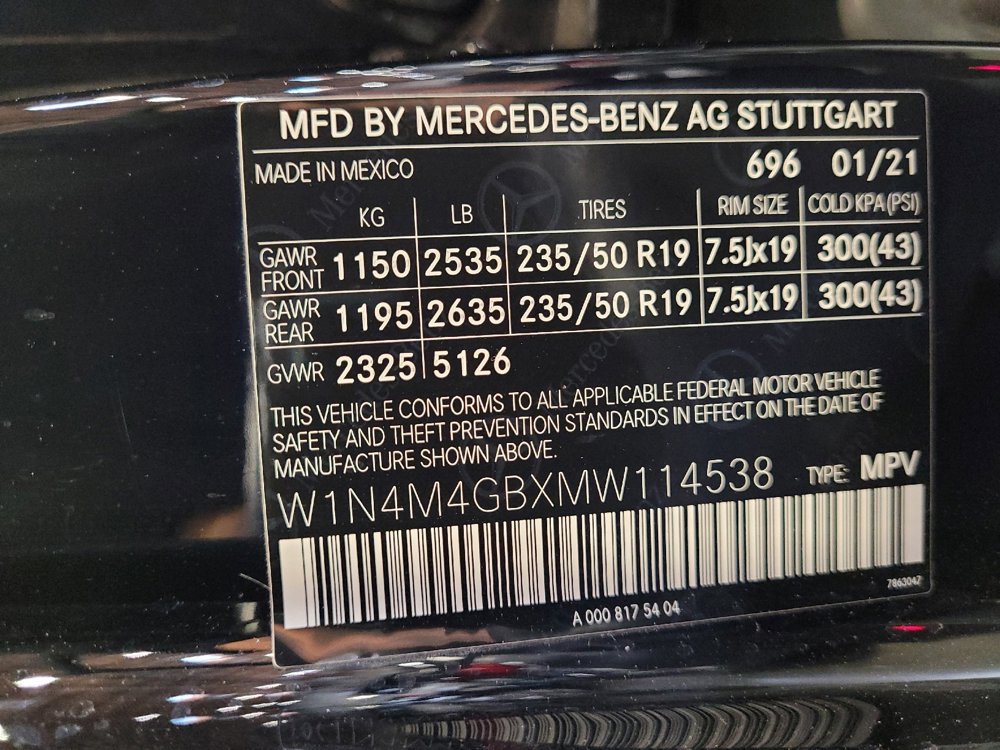 MFD BY MERCEDES-BENZ AG STUTTGART
MADE IN MEXICO 696 01/21
KG LB TIRES RIM SIZE COLD KPA (PSI)
GAWR FRONT 1150 2535 235/50 R19 7.5Jx19 300(43)
GAWR REAR 1195 2635 235/50 R19 7.5Jx19 300(43)
GVWR 2325 5126
THIS VEHICLE CONFORMS TO ALL APPLICABLE FEDERAL MOTOR VEHICLE
SAFETY AND THEFT PREVENTION STANDARDS IN EFFECT ON THE DATE OF
MANUFACTURE SHOWN ABOVE.
W1N4M4GBXMW114538 TYPE: MPV
7863047
A 000 817 54 04